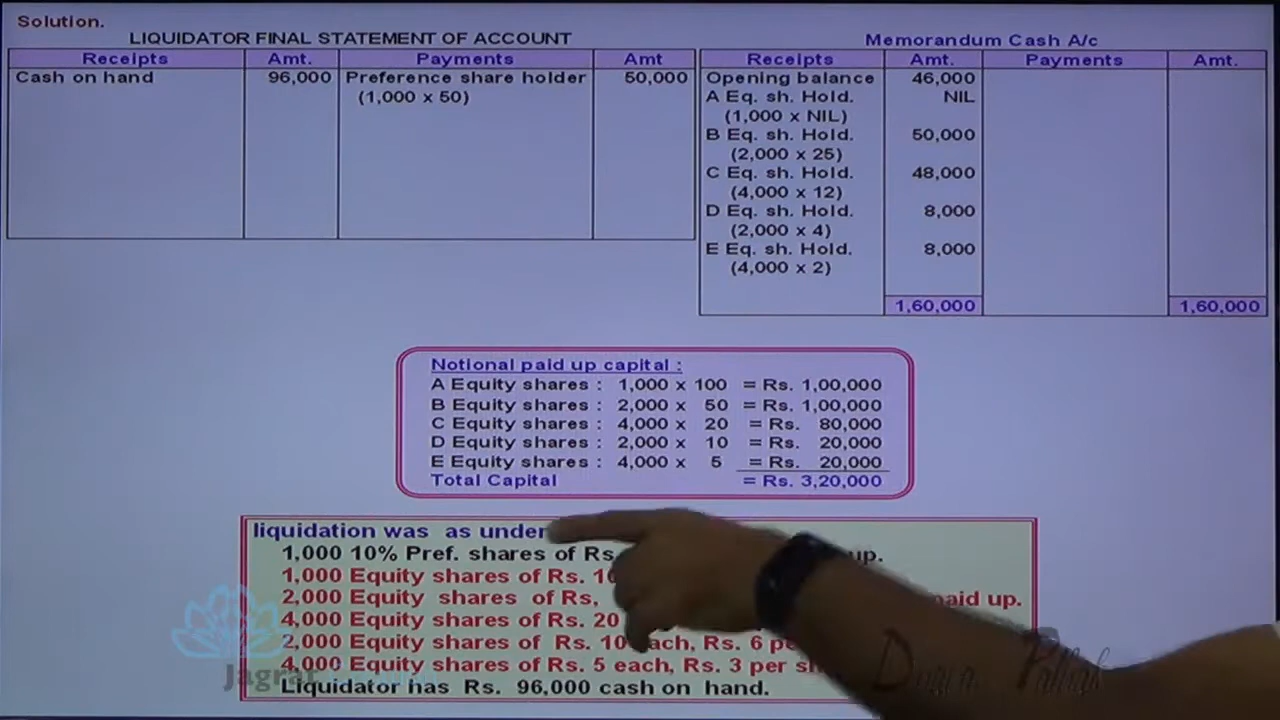 Solution.
LIQUIDATOR FINAL STATEMENT OF ACCOUNT
Receipts Amt. Payments Amt
Cash on hand 96,000 Preference share holder 50,000
(1,000 x 50)
Memorandum Cash A/c
Receipts Amt. Payments Amt.
Opening balance 46,000
A Eq. sh. Hold. NIL
(1,000 x NIL)
B Eq. sh. Hold. 50,000
(2,000 x 25)
C Eq. sh. Hold. 48,000
(4,000 x 12)
D Eq. sh. Hold. 8,000
(2,000 x 4)
E Eq. sh. Hold. 8,000
(4,000 x 2)
1,60,000 1,60,000
Notional paid up capital :
A Equity shares : 1,000 x 100 = Rs. 1,00,000
B Equity shares : 2,000 x 50 = Rs. 1,00,000
C Equity shares : 4,000 x 20 = Rs. 80,000
D Equity shares : 2,000 x 10 = Rs. 20,000
E Equity shares : 4,000 x 5 = Rs. 20,000
Total Capital = Rs. 3,20,000
liquidation was as under
1,000 10% Pref. shares of Rs. up.
1,000 Equity shares of Rs.
2,000 Equity shares of Rs, paid up.
4,000 Equity shares of Rs. 20
2,000 Equity shares of Rs. 10 each, Rs. 6
4,000 Equity shares of Rs. 5 each, Rs. 3 per
Liquidator has Rs. 96,000 cash on hand.